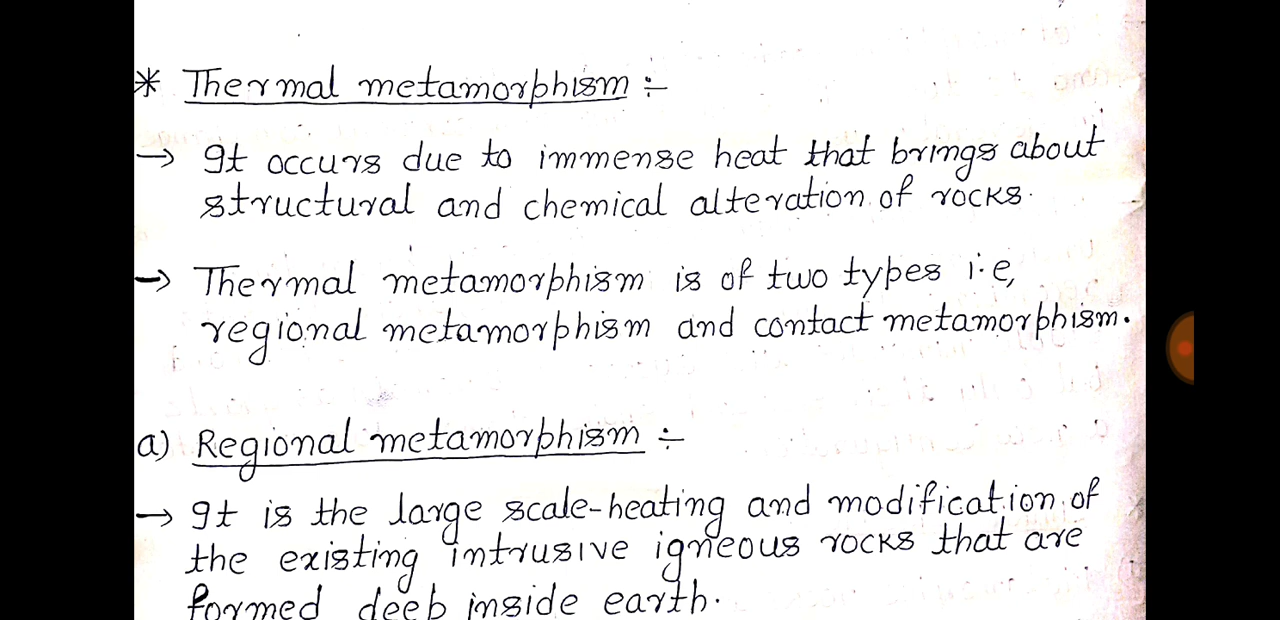 * Thermal metamorphism :-
→ It occurs due to immense heat that brings about
structural and chemical alteration of rocks.
→ Thermal metamorphism is of two types i.e,
regional metamorphism and contact metamorphism.
a) Regional metamorphism :-
→ It is the large scale-heating and modification of
the existing intrusive igneous rocks that are
formed deep inside earth.